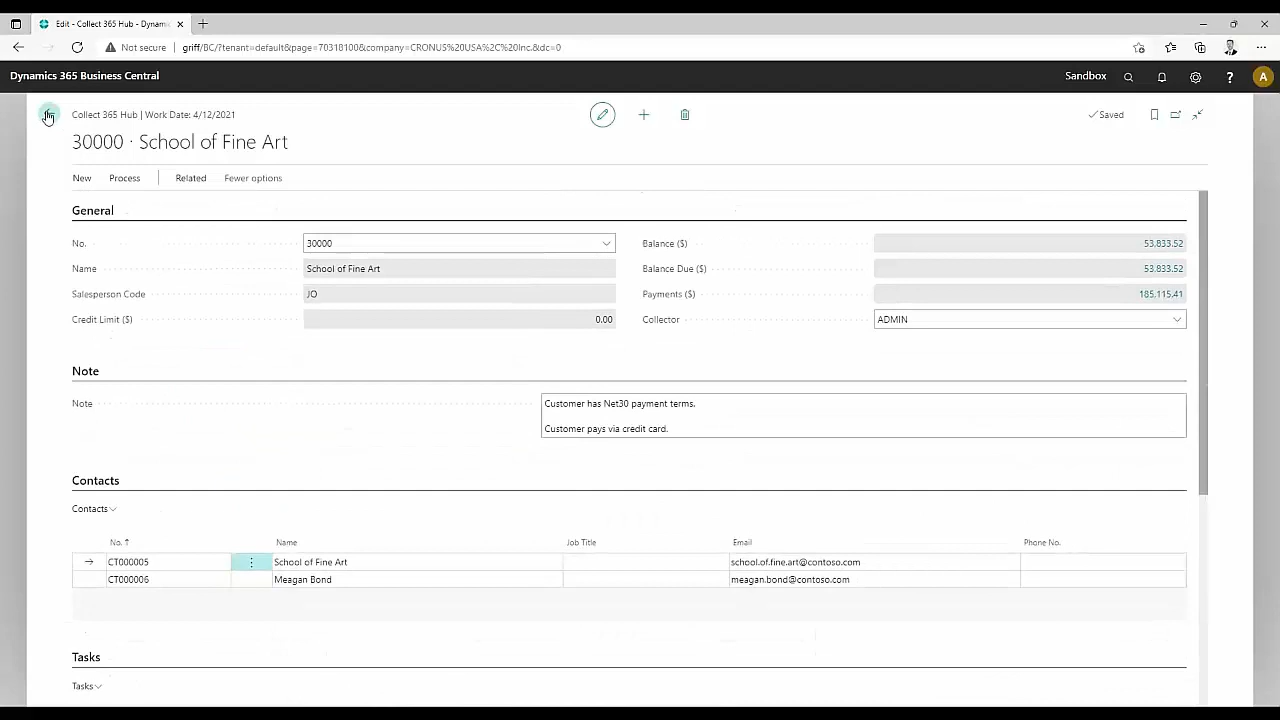 Edit - Collect 365 Hub - Dynami
Not secure griff/BC/?tenant=default&page=70318100&company=CRONUS%20USA%2C%20Inc.&dc=0
Dynamics 365 Business Central Sandbox ? A
Collect 365 Hub | Work Date: 4/12/2021 Saved
30000 · School of Fine Art
New Process Related Fewer options
General
No. 30000 Balance ($) 53,833.52
Name School of Fine Art Balance Due ($) 53,833.52
Salesperson Code JO Payments ($) 185,115.41
Credit Limit ($) 0.00 Collector ADMIN
Note
Note Customer has Net30 payment terms.
Customer pays via credit card.
Contacts
Contacts
No. ↑ Name Job Title Email Phone No.
CT000005 School of Fine Art school.of.fine.art@contoso.com
CT000006 Meagan Bond meagan.bond@contoso.com
Tasks
Tasks